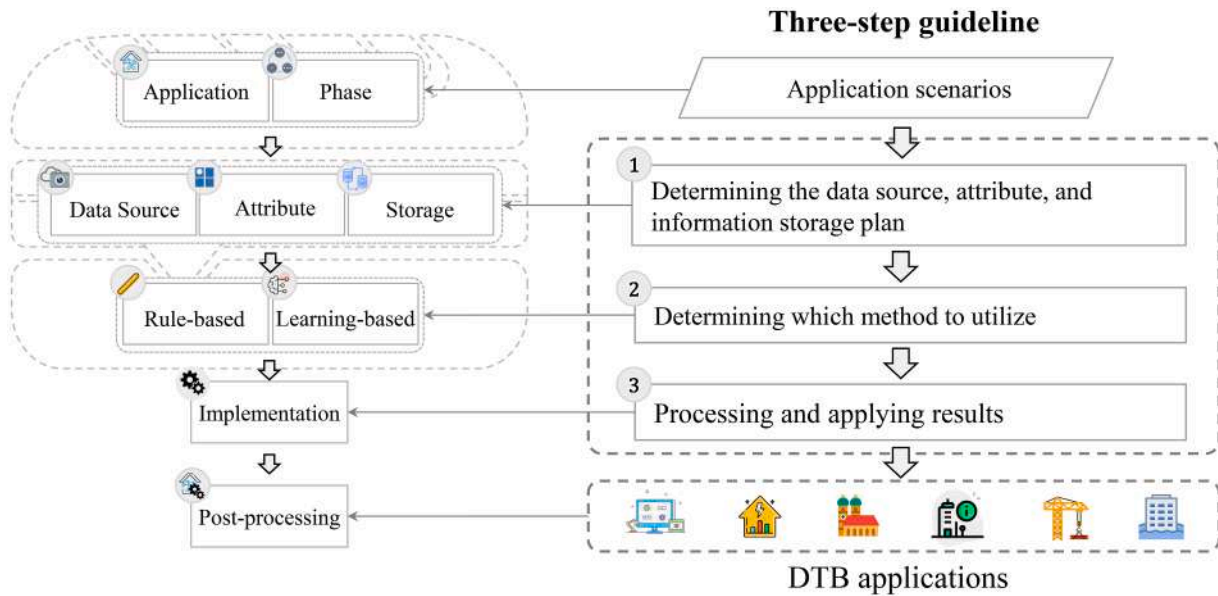 Three-step guideline
Application
Phase
Application scenarios
1
Data Source
Attribute
Storage
Determining the data source, attribute, and
information storage plan
2
Rule-based
Learning-based
Determining which method to utilize
3
Implementation
Processing and applying results
Post-processing
DTB applications